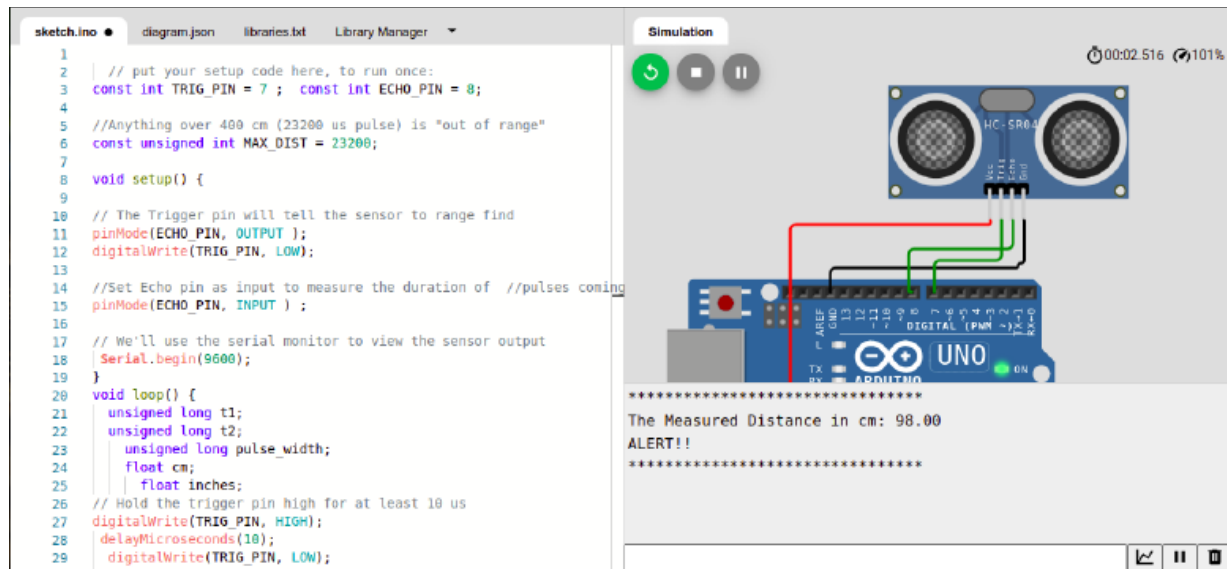 sketch.ino ● diagram.json libraries.txt Library Manager
1
2 // put your setup code here, to run once:
3 const int TRIG_PIN = 7 ; const int ECHO_PIN = 8;
4
5 //Anything over 400 cm (23200 us pulse) is "out of range"
6 const unsigned int MAX_DIST = 23200;
7
8 void setup() {
9
10 // The Trigger pin will tell the sensor to range find
11 pinMode(ECHO_PIN, OUTPUT );
12 digitalWrite(TRIG_PIN, LOW);
13
14 //Set Echo pin as input to measure the duration of //pulses coming
15 pinMode(ECHO_PIN, INPUT ) ;
16
17 // We'll use the serial monitor to view the sensor output
18 Serial.begin(9600);
19 }
20 void loop() {
21 unsigned long t1;
22 unsigned long t2;
23 unsigned long pulse_width;
24 float cm;
25 float inches;
26 // Hold the trigger pin high for at least 10 us
27 digitalWrite(TRIG_PIN, HIGH);
28 delayMicroseconds(10);
29 digitalWrite(TRIG_PIN, LOW);
Simulation
00:02.516 101%
HC-SR04
Vcc
Trig
Echo
Gnd
AREF
GND
13
12
~11
~10
~9
8
7
~6
~5
4
~3
2
TX→1
RX←0
DIGITAL (PWM ~)
L
TX
RX
UNO
ON
ARDUINO
********************************
The Measured Distance in cm: 98.00
ALERT!!
********************************